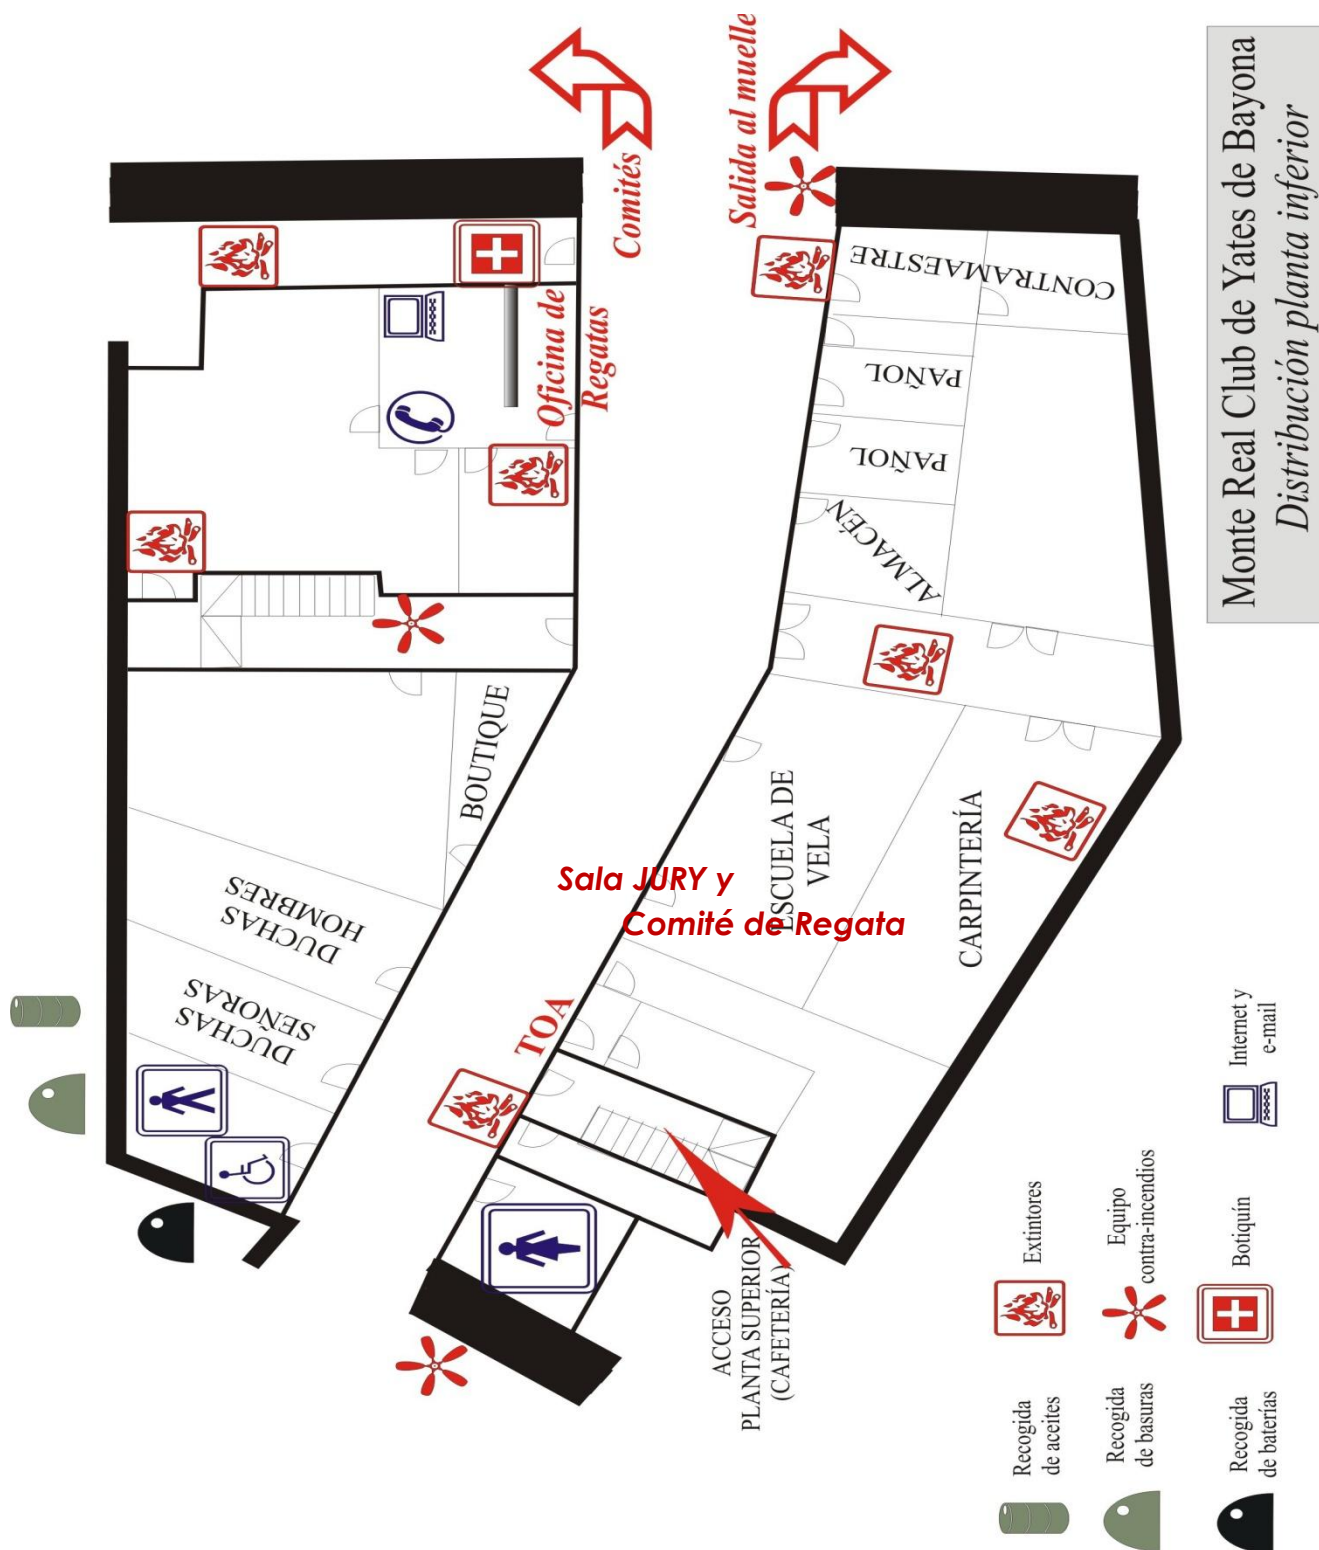 Monte Real Club de Yates de Bayona
Distribución planta inferior
Comités
Salida al muelle
Oficina de
Regatas
CONTRAMAESTRE
PAÑOL
PAÑOL
ALMACÉN
BOUTIQUE
DUCHAS
HOMBRES
DUCHAS
SEÑORAS
ESCUELA DE
VELA
Sala JURY y
Comité de Regata
CARPINTERÍA
TOA
ACCESO
PLANTA SUPERIOR
(CAFETERÍA)
Extintores
Equipo
contra-incendios
Botiquín
Internet y
e-mail
Recogida
de aceites
Recogida
de basuras
Recogida
de baterías